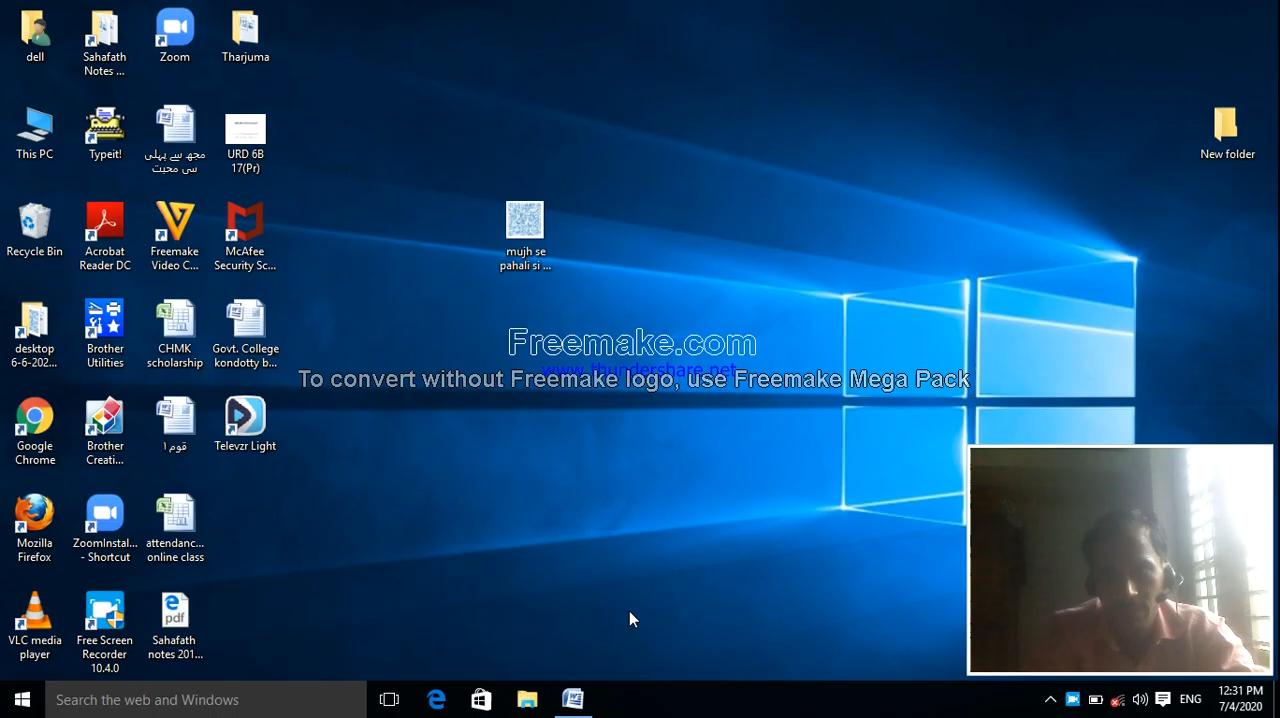 dell
Sahafath
Notes ...
Zoom
Tharjuma
This PC
Typeit!
مجھ سے پہلی
سی محبت
URD 6B
17(Pr)
New folder
Recycle Bin
Acrobat
Reader DC
Freemake
Video C...
McAfee
Security Sc...
mujh se
pahali si ...
desktop
6-6-202...
Brother
Utilities
CHMK
scholarship
Govt. College
kondotty b...
Freemake.com
www.thundershare.net
To convert without Freemake logo, use Freemake Mega Pack
Google
Chrome
Brother
Creati...
قوم١
Televzr Light
Mozilla
Firefox
ZoomInstal...
- Shortcut
attendanc...
online class
VLC media
player
Free Screen
Recorder
10.4.0
pdf
Sahafath
notes 201...
Search the web and Windows
ENG
12:31 PM
7/4/2020